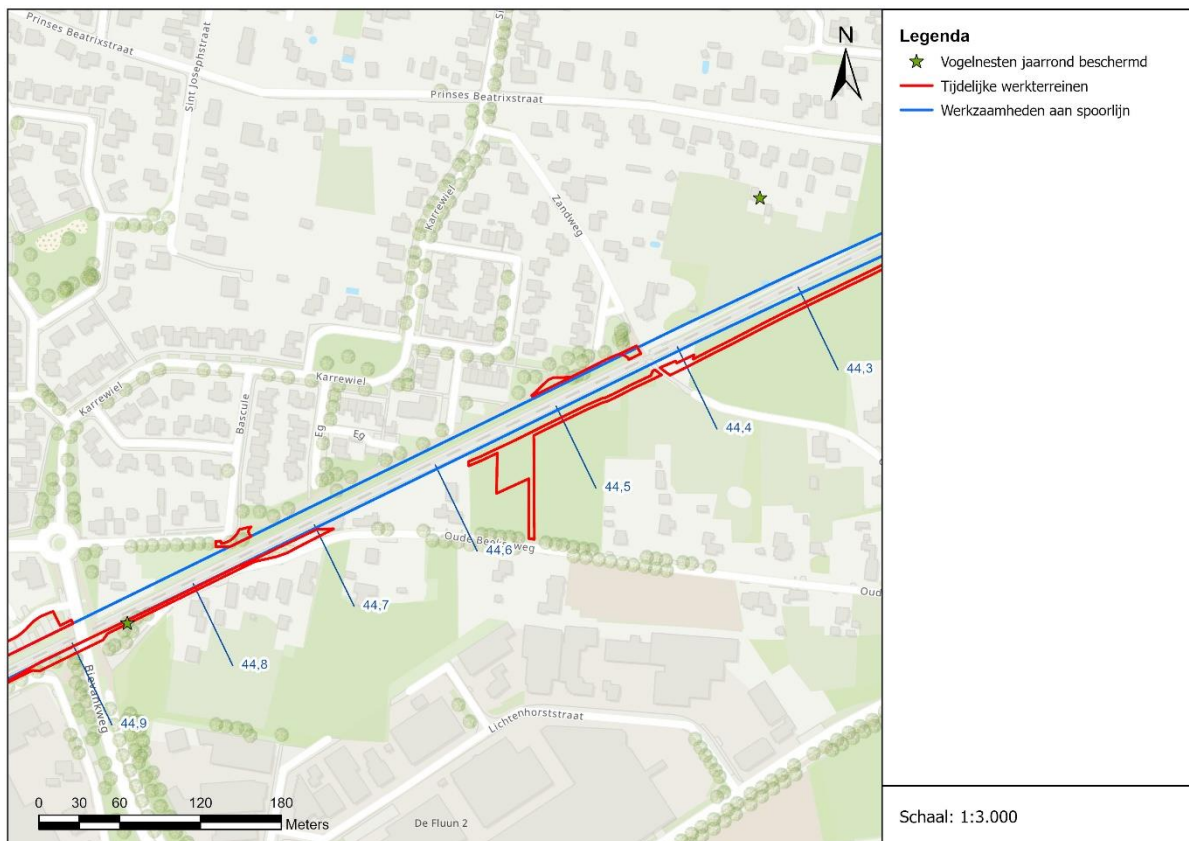 Prinses Beatrixstraat
Sint Josephstraat
Prinses Beatrixstraat
N
Karrewiel
Zandweg
Karrewiel
Karrewiel
Bascule
Eg
Eg
44,3
44,4
44,5
44,6
Oude
44,7
44,8
Bievankweg
44,9
Lichtenhorststraat
De Fluun 2
0 30 60 120 180
Meters
Legenda
Vogelnesten jaarrond beschermd
Tijdelijke werkterreinen
Werkzaamheden aan spoorlijn
Schaal: 1:3.000